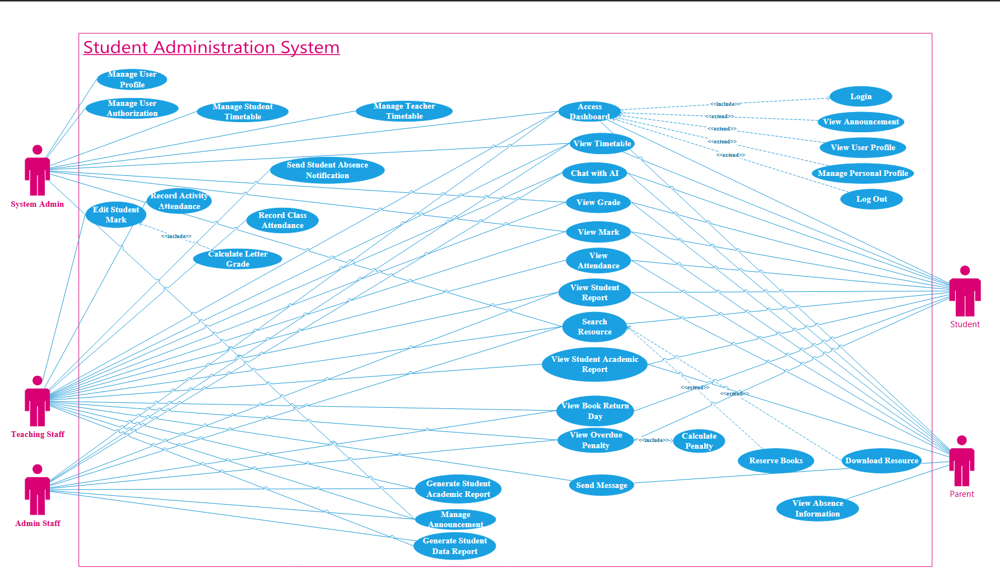 Student Administration System
Manage User
Profile
Manage User
Authorization
Manage Student
Timetable
Manage Teacher
Timetable
Access
Dashboard
<<include>>
Login
<<extend>>
View Announcement
<<extend>>
View User Profile
<<extend>>
Manage Personal Profile
<<extend>>
Log Out
View Timetable
Send Student Absence
Notification
Chat with AI
System Admin
Record Activity
Attendance
Edit Student
Mark
Record Class
Attendance
<<include>>
Calculate Letter
Grade
View Grade
View Mark
View
Attendance
View Student
Report
Search
Resource
Student
View Student Academic
Report
<<extend>>
<<extend>>
View Book Return
Day
Teaching Staff
View Overdue
Penalty
<<include>>
Calculate
Penalty
Reserve Books
Download Resource
Generate Student
Academic Report
Send Message
Parent
View Absence
Information
Manage
Announcement
Admin Staff
Generate Student
Data Report